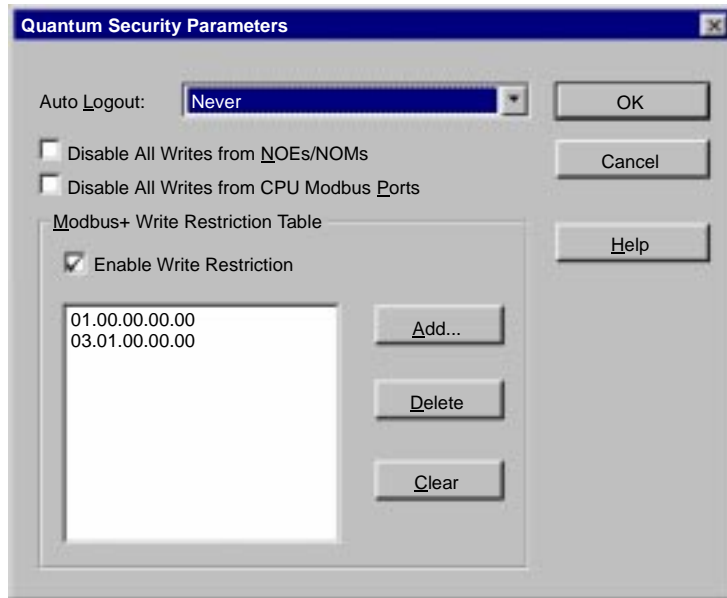 Quantum Security Parameters
Auto Logout:
Never
OK
Disable All Writes from NOEs/NOMs
Cancel
Disable All Writes from CPU Modbus Ports
Modbus+ Write Restriction Table
Help
Enable Write Restriction
01.00.00.00.00
03.01.00.00.00
Add...
Delete
Clear